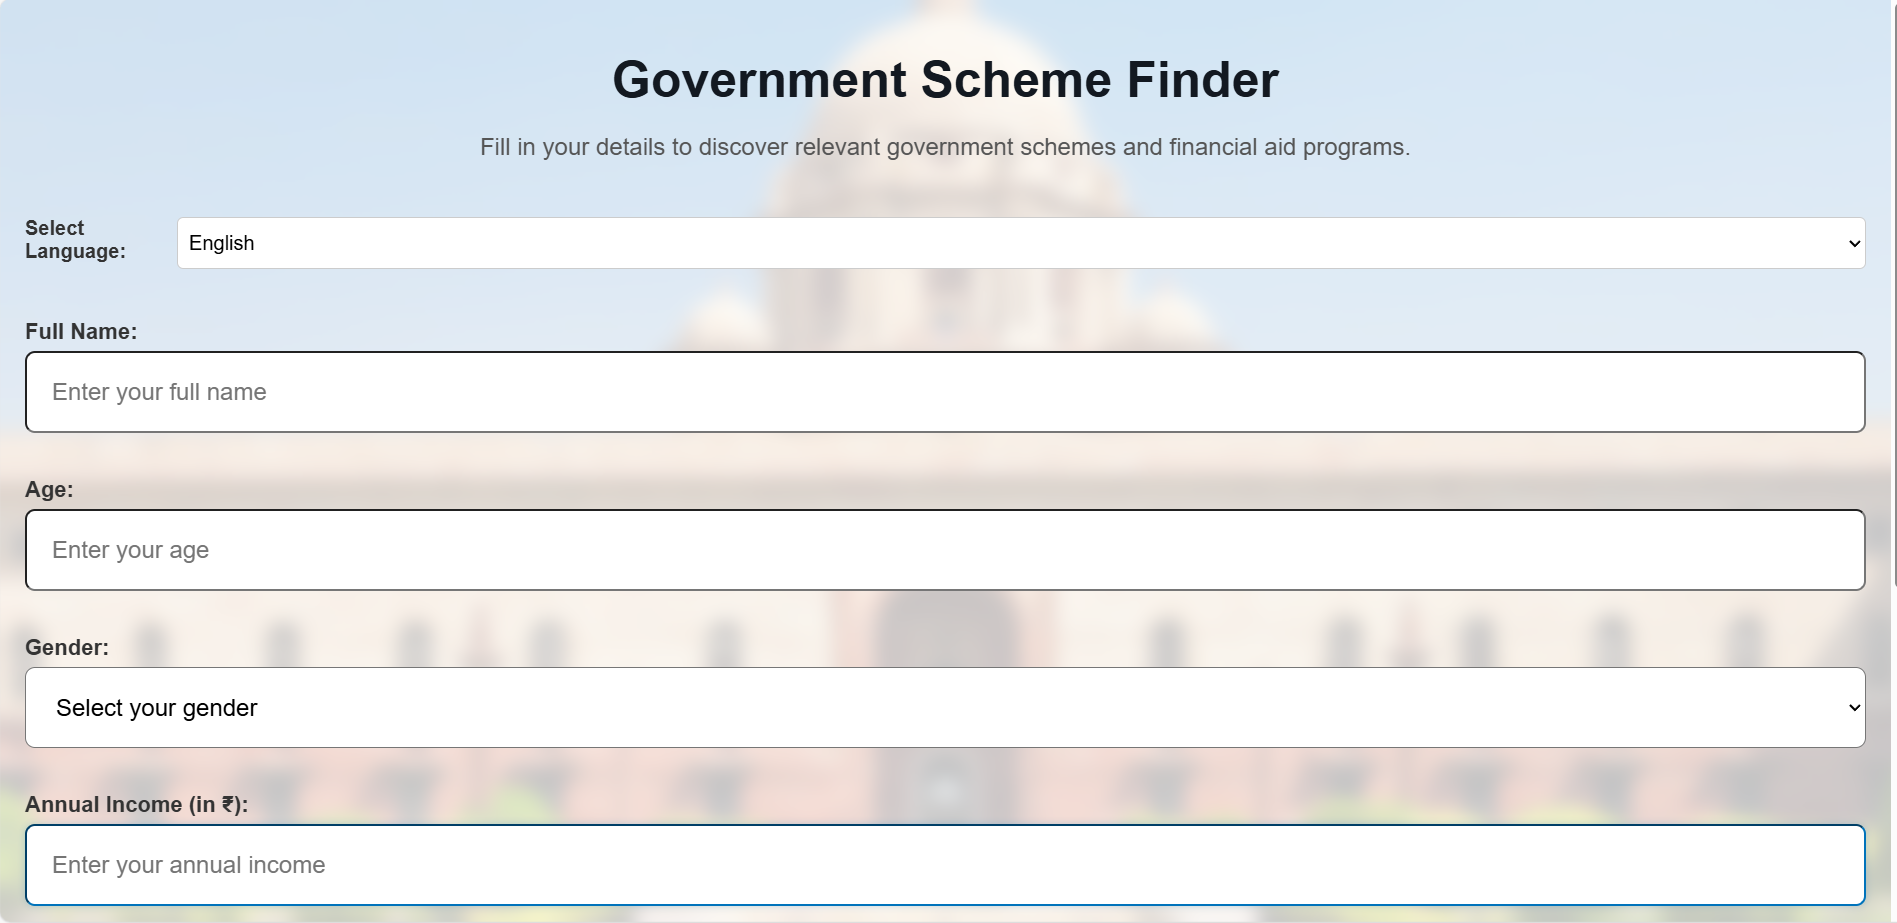 Government Scheme Finder
Fill in your details to discover relevant government schemes and financial aid programs.
Select
Language:
English
Full Name:
Enter your full name
Age:
Enter your age
Gender:
Select your gender
Annual Income (in ₹):
Enter your annual income